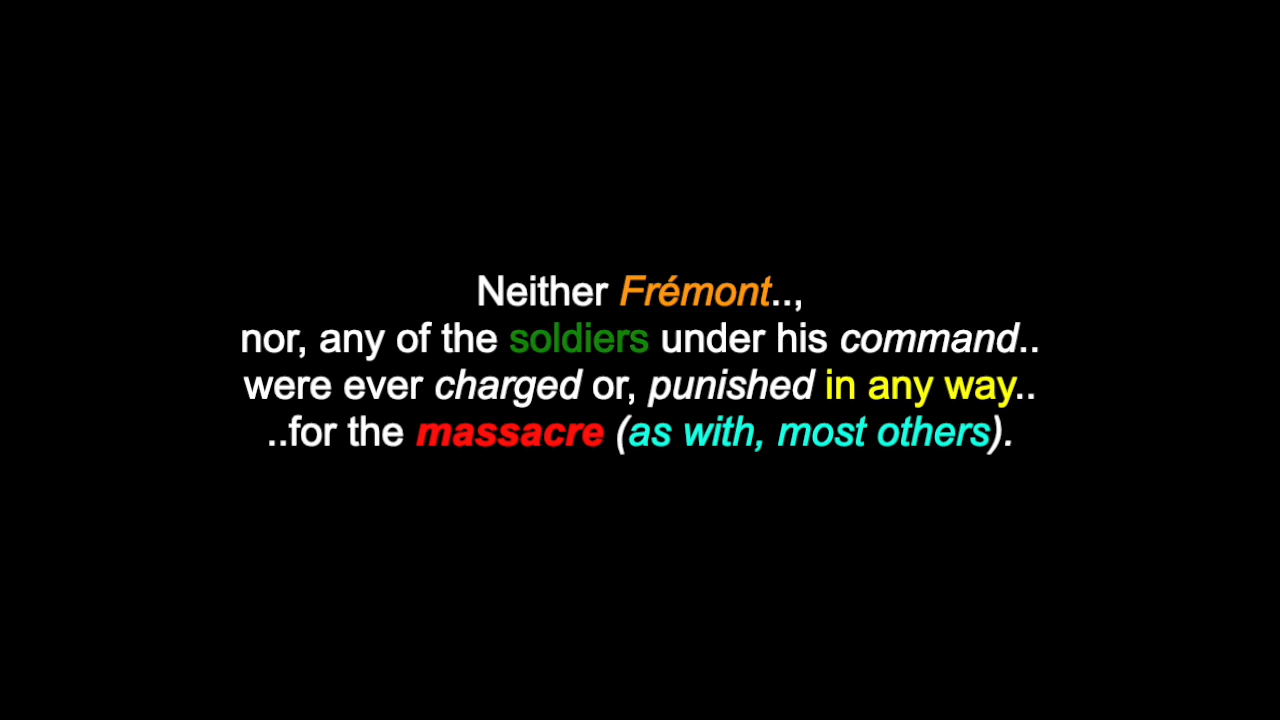 Neither Frémont..,
nor, any of the soldiers under his command..
were ever charged or, punished in any way..
..for the massacre (as with, most others).